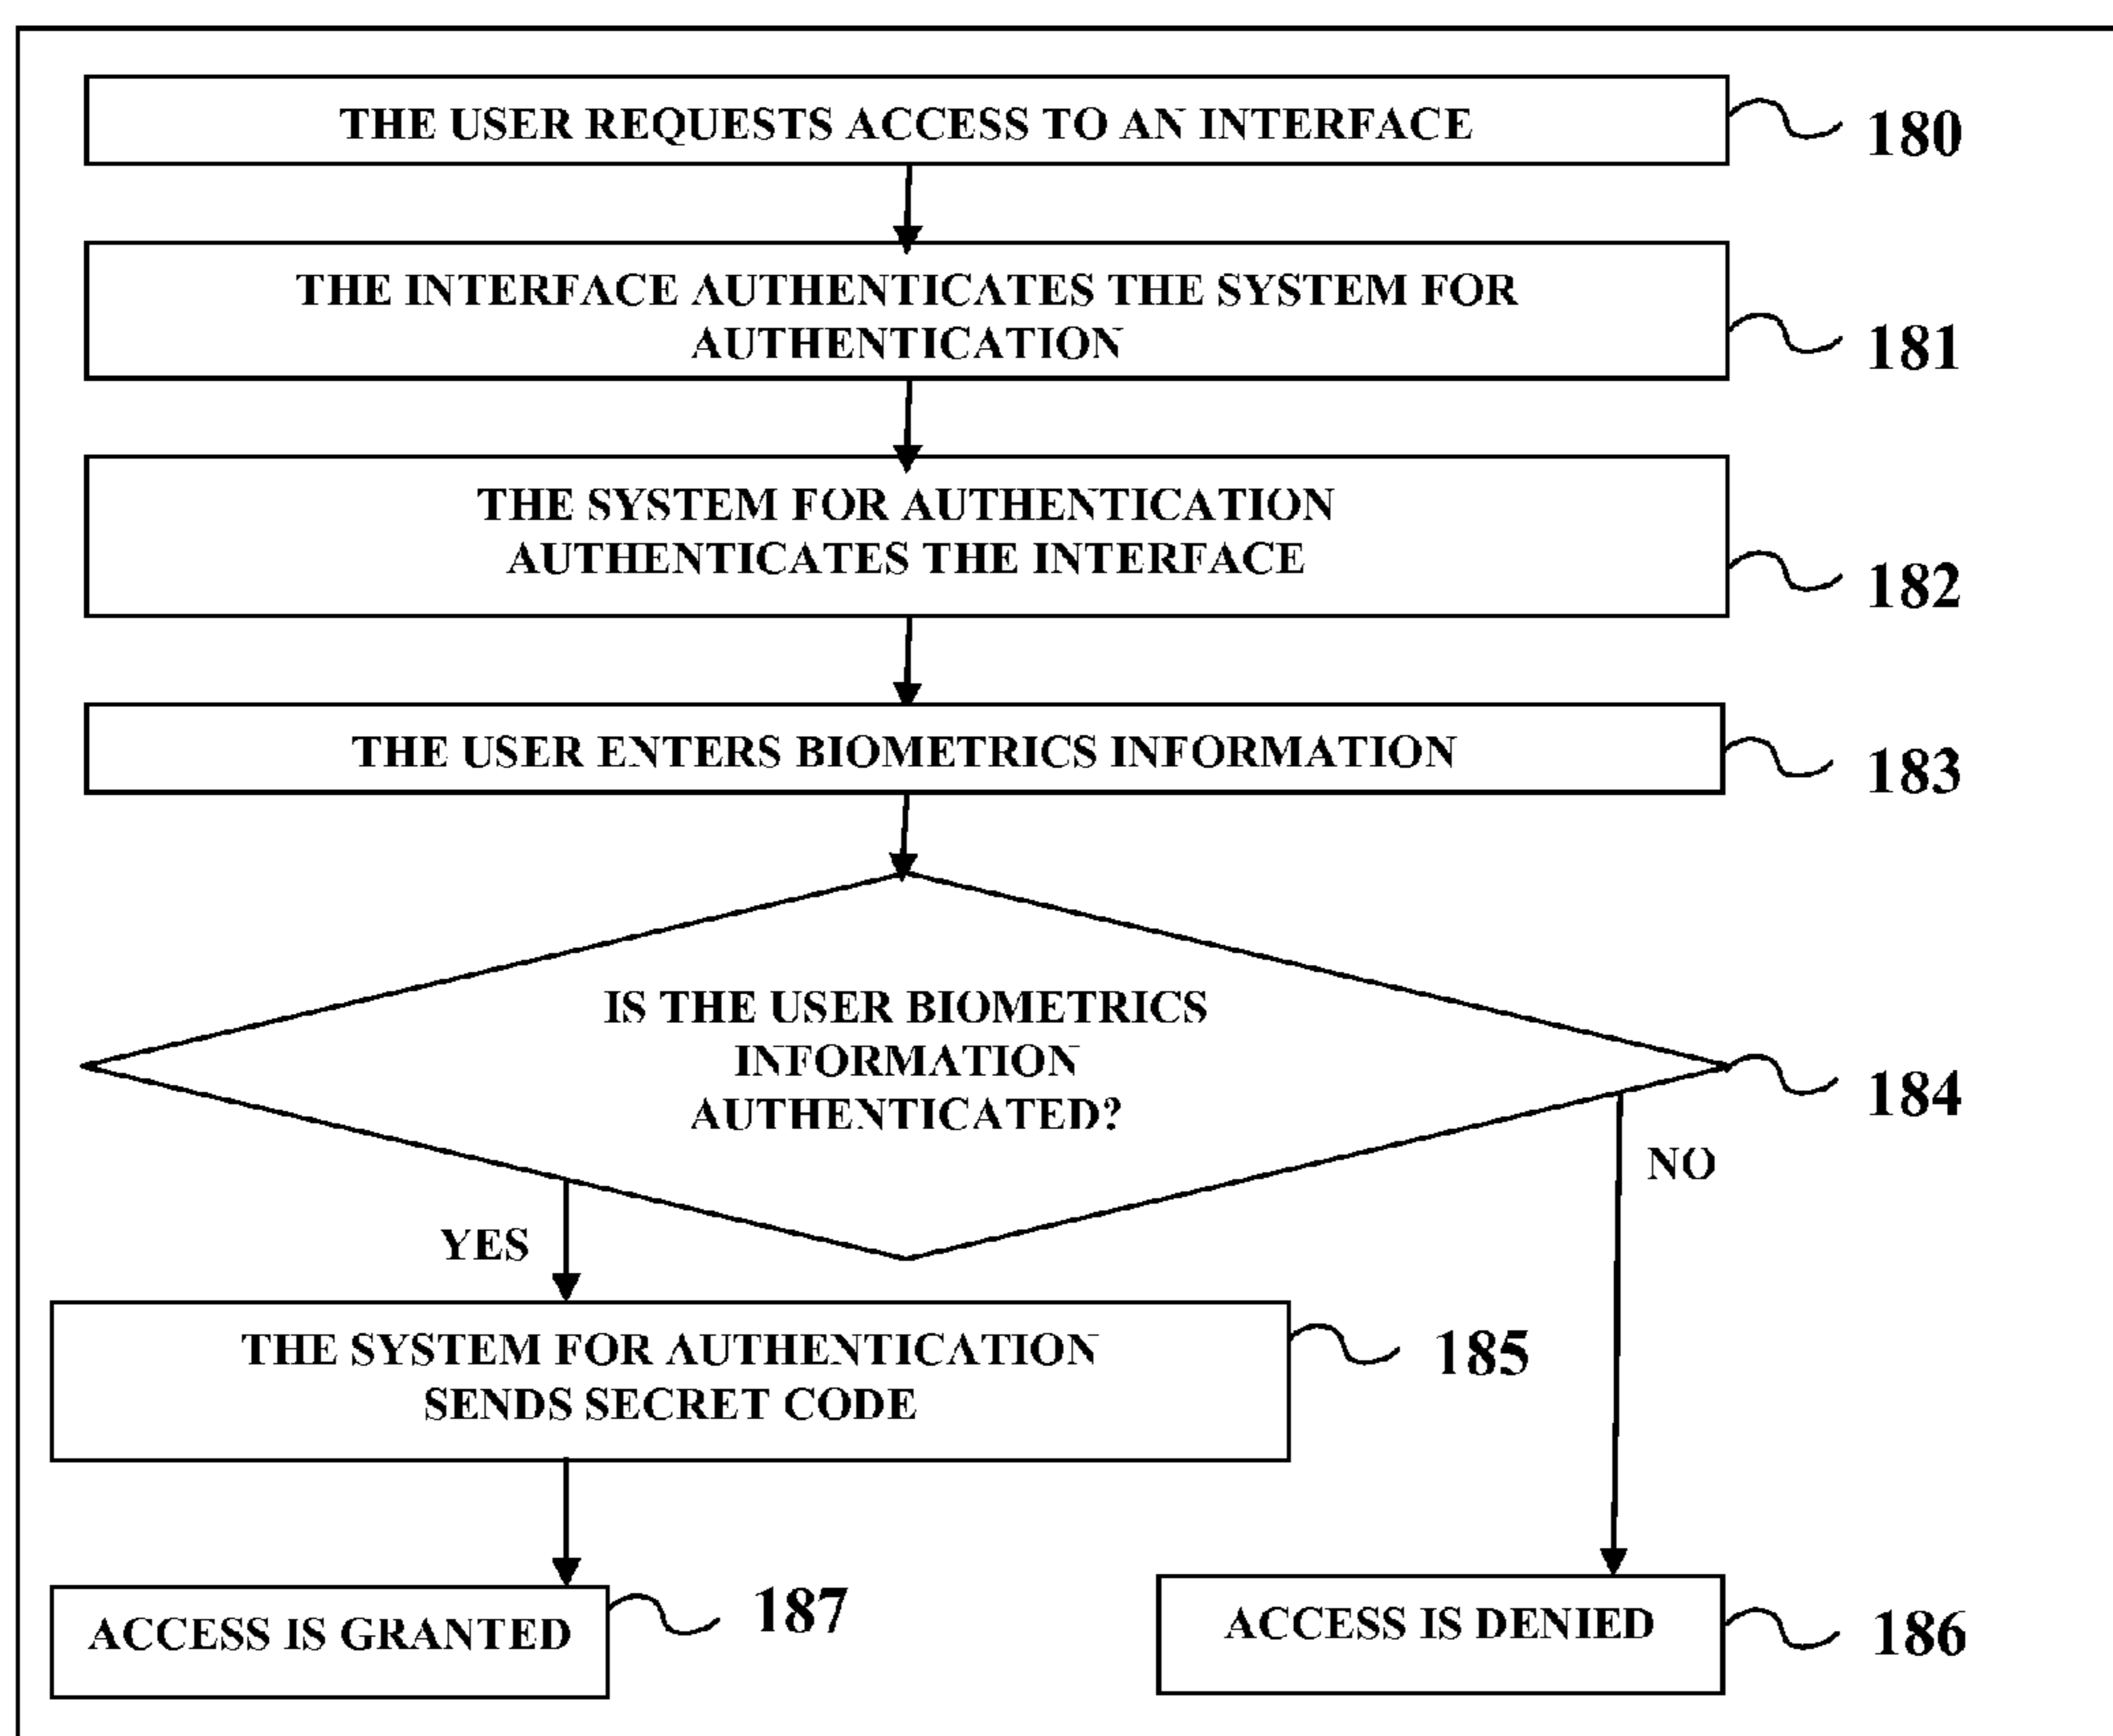 THE USER REQUESTS ACCESS TO AN INTERFACE
180
THE INTERFACE AUTHENTICATES THE SYSTEM FOR
AUTHENTICATION
181
THE SYSTEM FOR AUTHENTICATION
AUTHENTICATES THE INTERFACE
182
THE USER ENTERS BIOMETRICS INFORMATION
183
IS THE USER BIOMETRICS
INFORMATION
AUTHENTICATED?
184
NO
YES
THE SYSTEM FOR AUTHENTICATION
SENDS SECRET CODE
185
ACCESS IS GRANTED
187
ACCESS IS DENIED
186